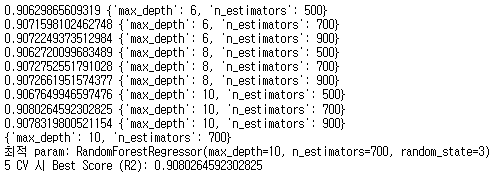 0.90629865609319 {'max_depth': 6, 'n_estimators': 500}
0.9071598102462748 {'max_depth': 6, 'n_estimators': 700}
0.9072249373512984 {'max_depth': 6, 'n_estimators': 900}
0.9062720099683489 {'max_depth': 8, 'n_estimators': 500}
0.9072752551791028 {'max_depth': 8, 'n_estimators': 700}
0.9072661951574377 {'max_depth': 8, 'n_estimators': 900}
0.9067649946597476 {'max_depth': 10, 'n_estimators': 500}
0.9080264592302825 {'max_depth': 10, 'n_estimators': 700}
0.9078319800521154 {'max_depth': 10, 'n_estimators': 900}
{'max_depth': 10, 'n_estimators': 700}
최적 param: RandomForestRegressor(max_depth=10, n_estimators=700, random_state=3)
5 CV 시 Best Score (R2): 0.9080264592302825